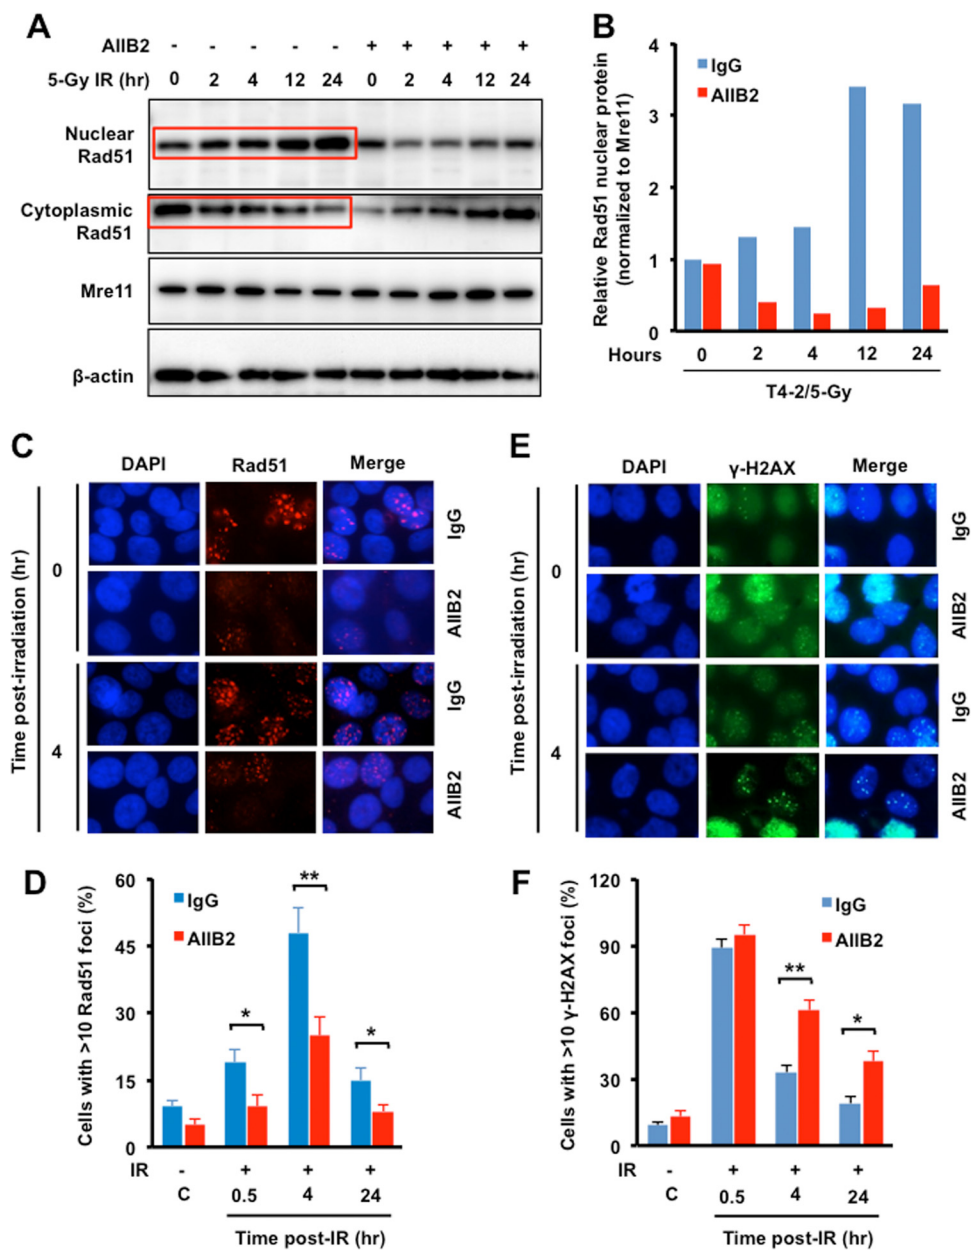 A
AIIB2 - - - - - + + + + +
5-Gy IR (hr) 0 2 4 12 24 0 2 4 12 24
Nuclear
Rad51
Cytoplasmic
Rad51
Mre11
β-actin
B
Relative Rad51 nuclear protein
(normalized to Mre11)
4
3
2
1
0
IgG
AIIB2
Hours 0 2 4 12 24
T4-2/5-Gy
C
DAPI Rad51 Merge
Time post-irradiation (hr)
0
4
IgG
AIIB2
IgG
AIIB2
E
DAPI γ-H2AX Merge
Time post-irradiation (hr)
0
4
IgG
AIIB2
IgG
AIIB2
D
Cells with >10 Rad51 foci (%)
60
45
30
15
0
IgG
AIIB2
*
**
*
IR - + + +
C 0.5 4 24
Time post-IR (hr)
F
Cells with >10 γ-H2AX foci (%)
120
90
60
30
0
IgG
AIIB2
**
*
IR - + + +
C 0.5 4 24
Time post-IR (hr)